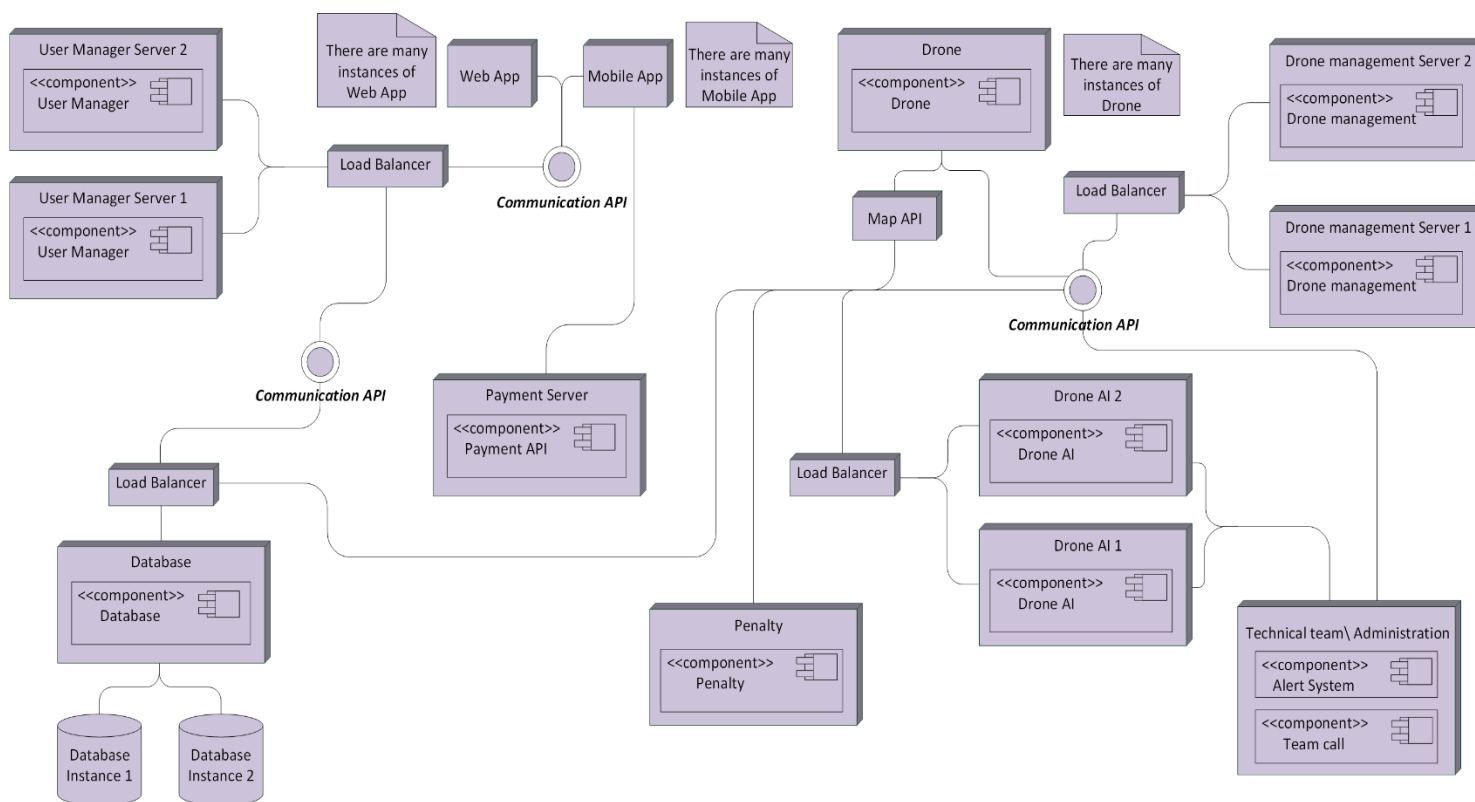 User Manager Server 2
<<component>>
User Manager
User Manager Server 1
<<component>>
User Manager
There are many
instances of
Web App
Web App
Mobile App
There are many
instances of
Mobile App
Load Balancer
Communication API
Drone
<<component>>
Drone
There are many
instances of
Drone
Drone management Server 2
<<component>>
Drone management
Load Balancer
Drone management Server 1
<<component>>
Drone management
Map API
Communication API
Communication API
Payment Server
<<component>>
Payment API
Load Balancer
Database
<<component>>
Database
Database
Instance 1
Database
Instance 2
Load Balancer
Drone AI 2
<<component>>
Drone AI
Drone AI 1
<<component>>
Drone AI
Penalty
<<component>>
Penalty
Technical team\ Administration
<<component>>
Alert System
<<component>>
Team call